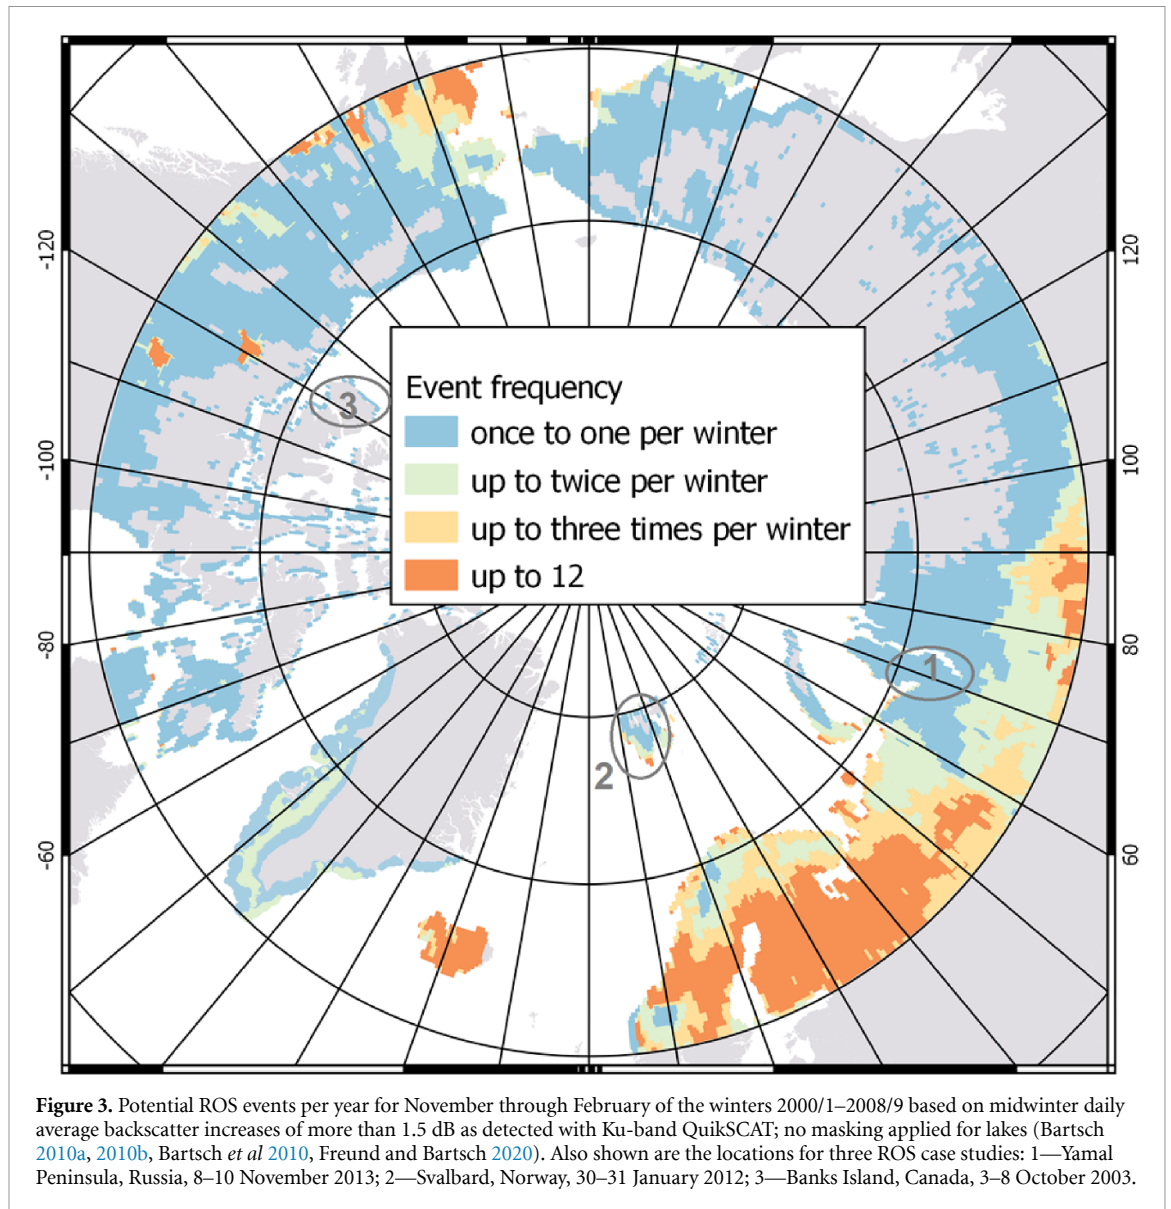 -120
-100
-80
-60
120
100
80
60
3
Event frequency
once to one per winter
up to twice per winter
up to three times per winter
up to 12
1
2
Figure 3. Potential ROS events per year for November through February of the winters 2000/1–2008/9 based on midwinter daily
average backscatter increases of more than 1.5 dB as detected with Ku-band QuikSCAT; no masking applied for lakes (Bartsch
2010a, 2010b, Bartsch et al 2010, Freund and Bartsch 2020). Also shown are the locations for three ROS case studies: 1—Yamal
Peninsula, Russia, 8–10 November 2013; 2—Svalbard, Norway, 30–31 January 2012; 3—Banks Island, Canada, 3–8 October 2003.